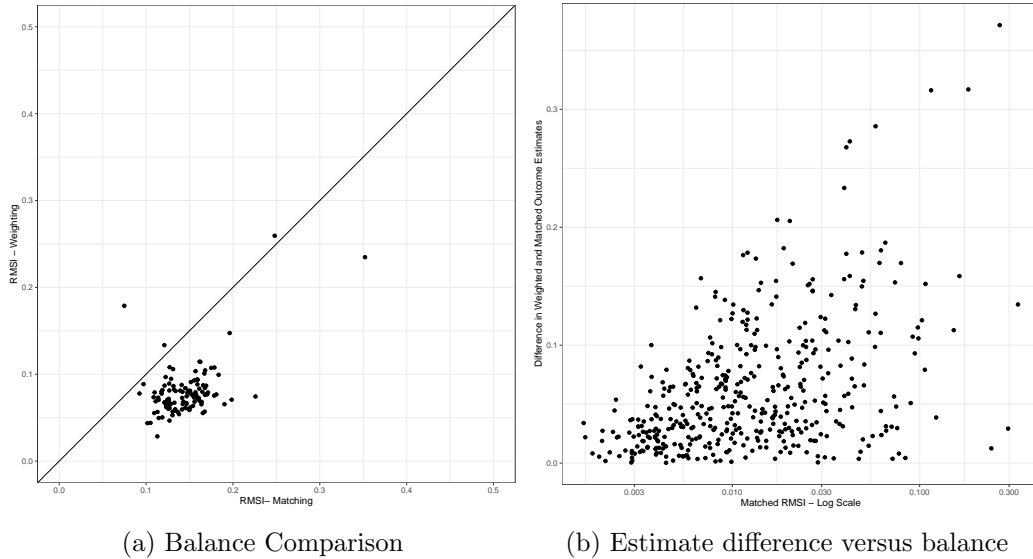 0.5
0.4
0.3
0.2
0.1
0.0
RMSI − Weighting
0.0 0.1 0.2 0.3 0.4 0.5
RMSI− Matching
(a) Balance Comparison
0.3
0.2
0.1
0.0
Difference in Weighted and Matched Outcome Estimates
0.003 0.010 0.030 0.100 0.300
Matched RMSI − Log Scale
(b) Estimate difference versus balance